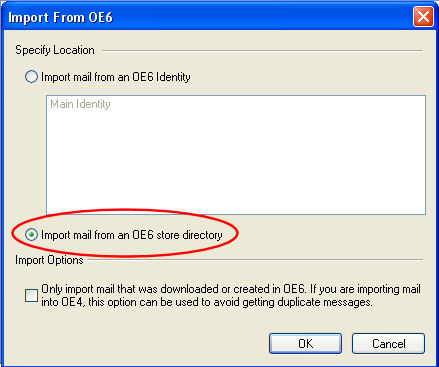 Import From OE6
Specify Location
Import mail from an OE6 Identity
Main Identity
Import mail from an OE6 store directory
Import Options
Only import mail that was downloaded or created in OE6. If you are importing mail
into OE4, this option can be used to avoid getting duplicate messages.
OK
Cancel